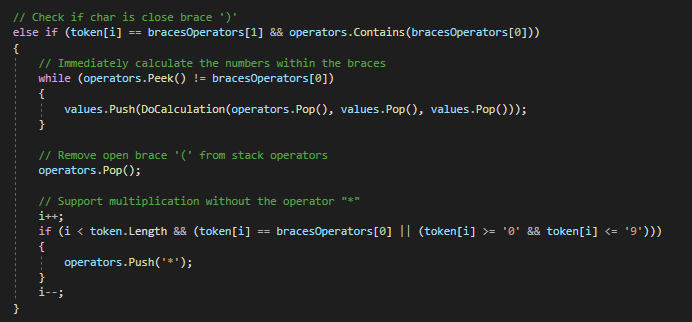 // Check if char is close brace ')'
else if (token[i] == bracesOperators[1] && operators.Contains(bracesOperators[0]))
{
// Immediately calculate the numbers within the braces
while (operators.Peek() != bracesOperators[0])
{
values.Push(DoCalculation(operators.Pop(), values.Pop(), values.Pop()));
}
// Remove open brace '(' from stack operators
operators.Pop();
// Support multiplication without the operator "*"
i++;
if (i < token.Length && (token[i] == bracesOperators[0] || (token[i] >= '0' && token[i] <= '9')))
{
operators.Push('*');
}
i--;
}